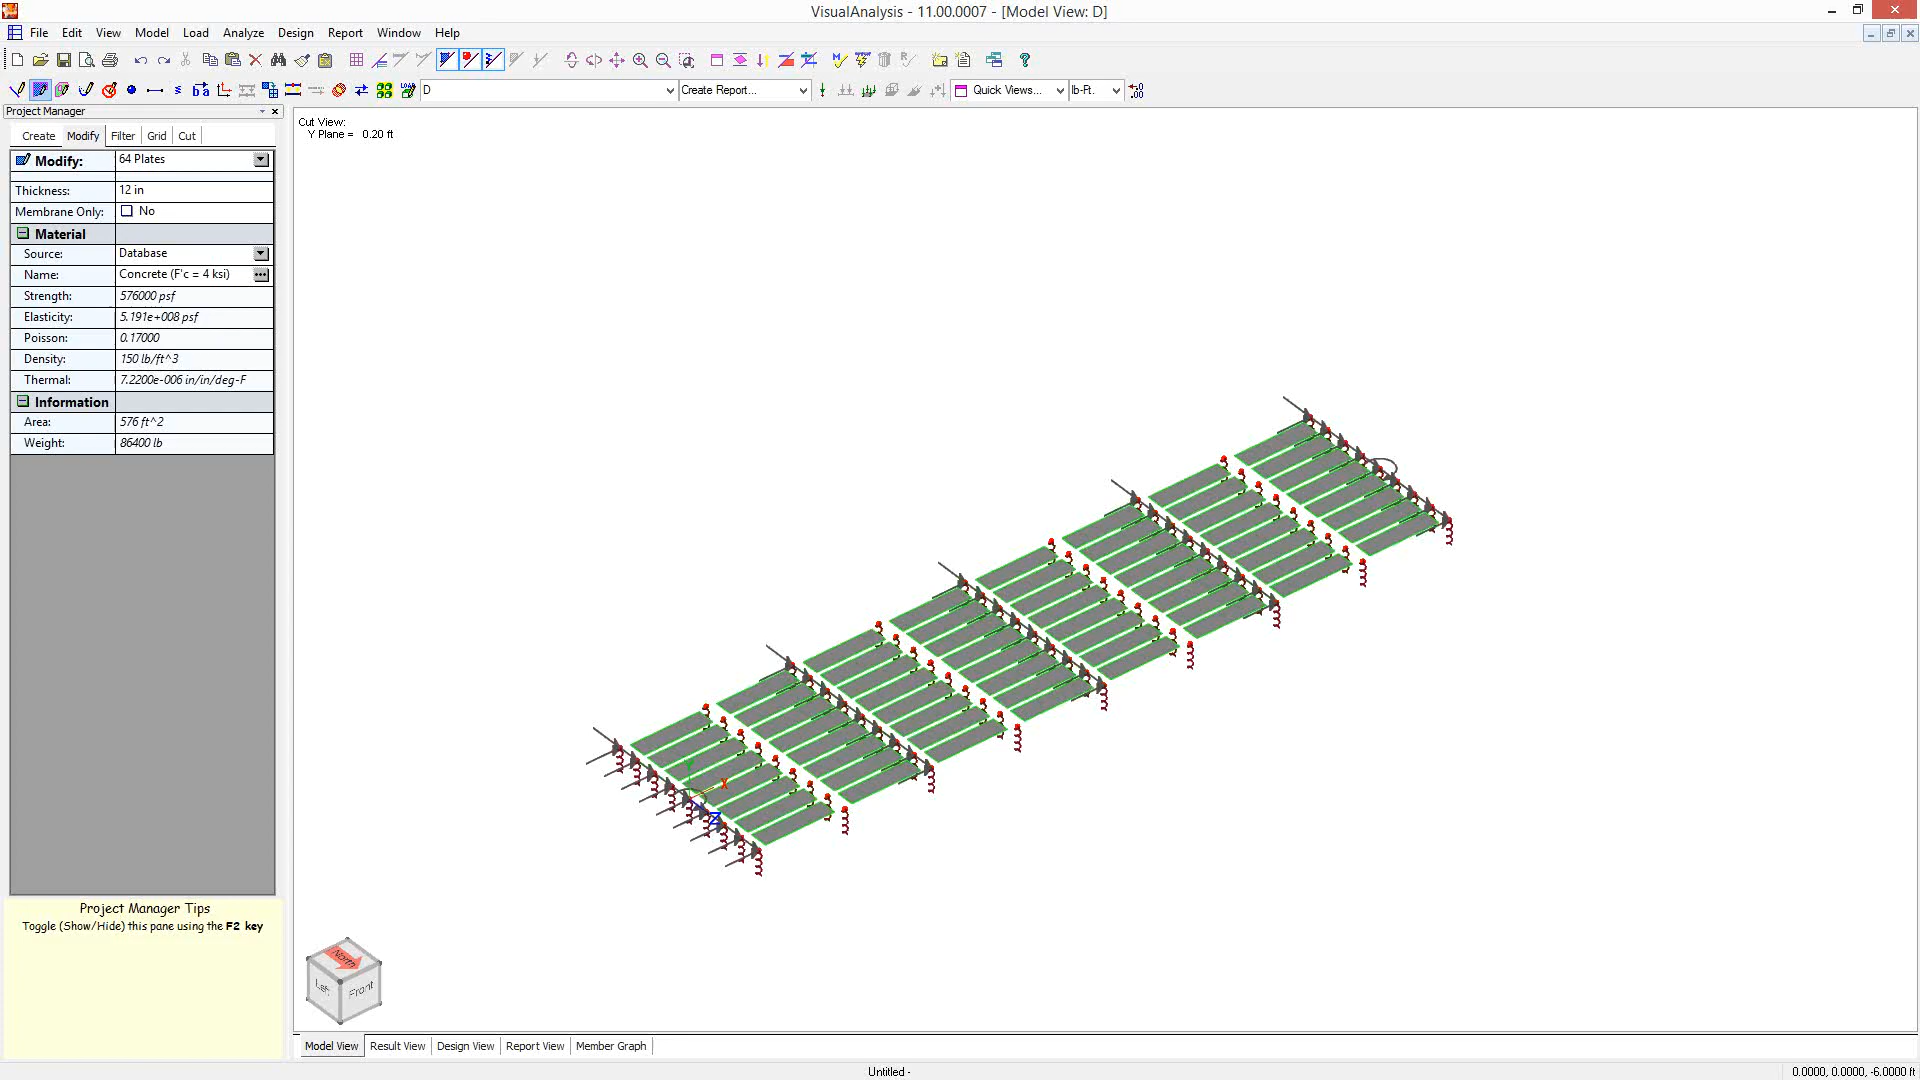 VisualAnalysis - 11.00.0007 - [Model View: D]
File Edit View Model Load Analyze Design Report Window Help
D Create Report... Quick Views... lb-Ft.
Project Manager
Create Modify Filter Grid Cut
Modify: 64 Plates
Thickness: 12 in
Membrane Only: No
Material
Source: Database
Name: Concrete (F'c = 4 ksi)
Strength: 576000 psf
Elasticity: 5.191e+008 psf
Poisson: 0.17000
Density: 150 lb/ft^3
Thermal: 7.2200e-006 in/in/deg-F
Information
Area: 576 ft^2
Weight: 86400 lb
Project Manager Tips
Toggle (Show/Hide) this pane using the F2 key
Cut View:
Y Plane = 0.20 ft
X
Z
North
Left Front
Model View Result View Design View Report View Member Graph
Untitled -
0.0000, 0.0000, -6.0000 ft